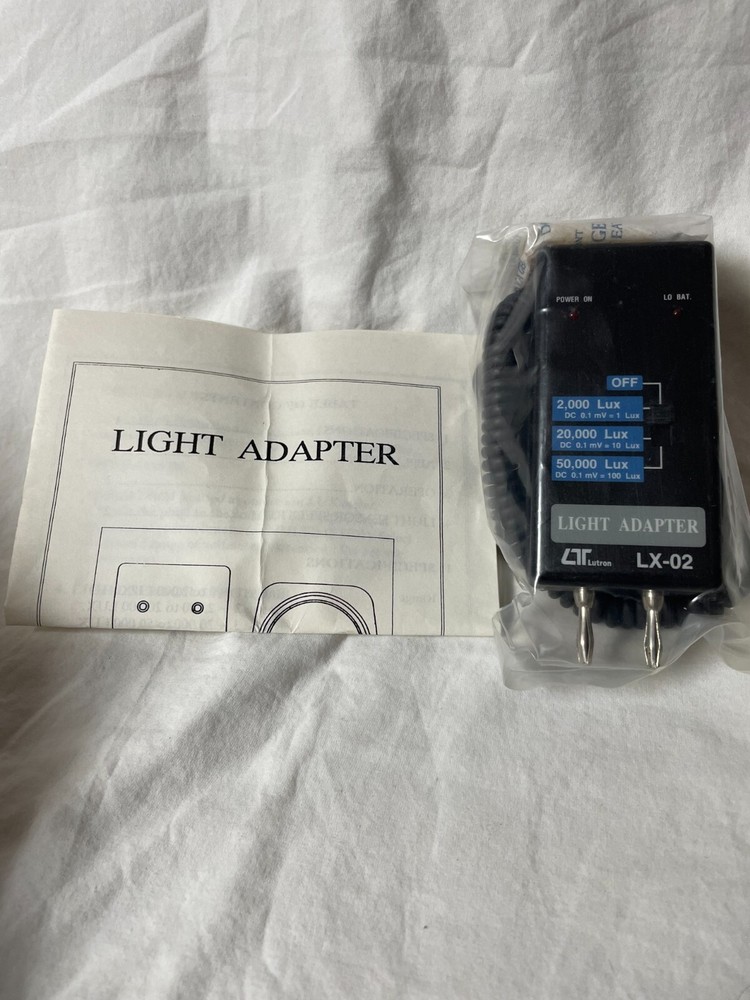 LIGHT ADAPTER
POWER ON
LO BAT.
OFF
2,000 Lux
DC 0.1 mV = 1 Lux
20,000 Lux
DC 0.1 mV = 10 Lux
50,000 Lux
DC 0.1 mV = 100 Lux
LIGHT ADAPTER
Lutron LX-02